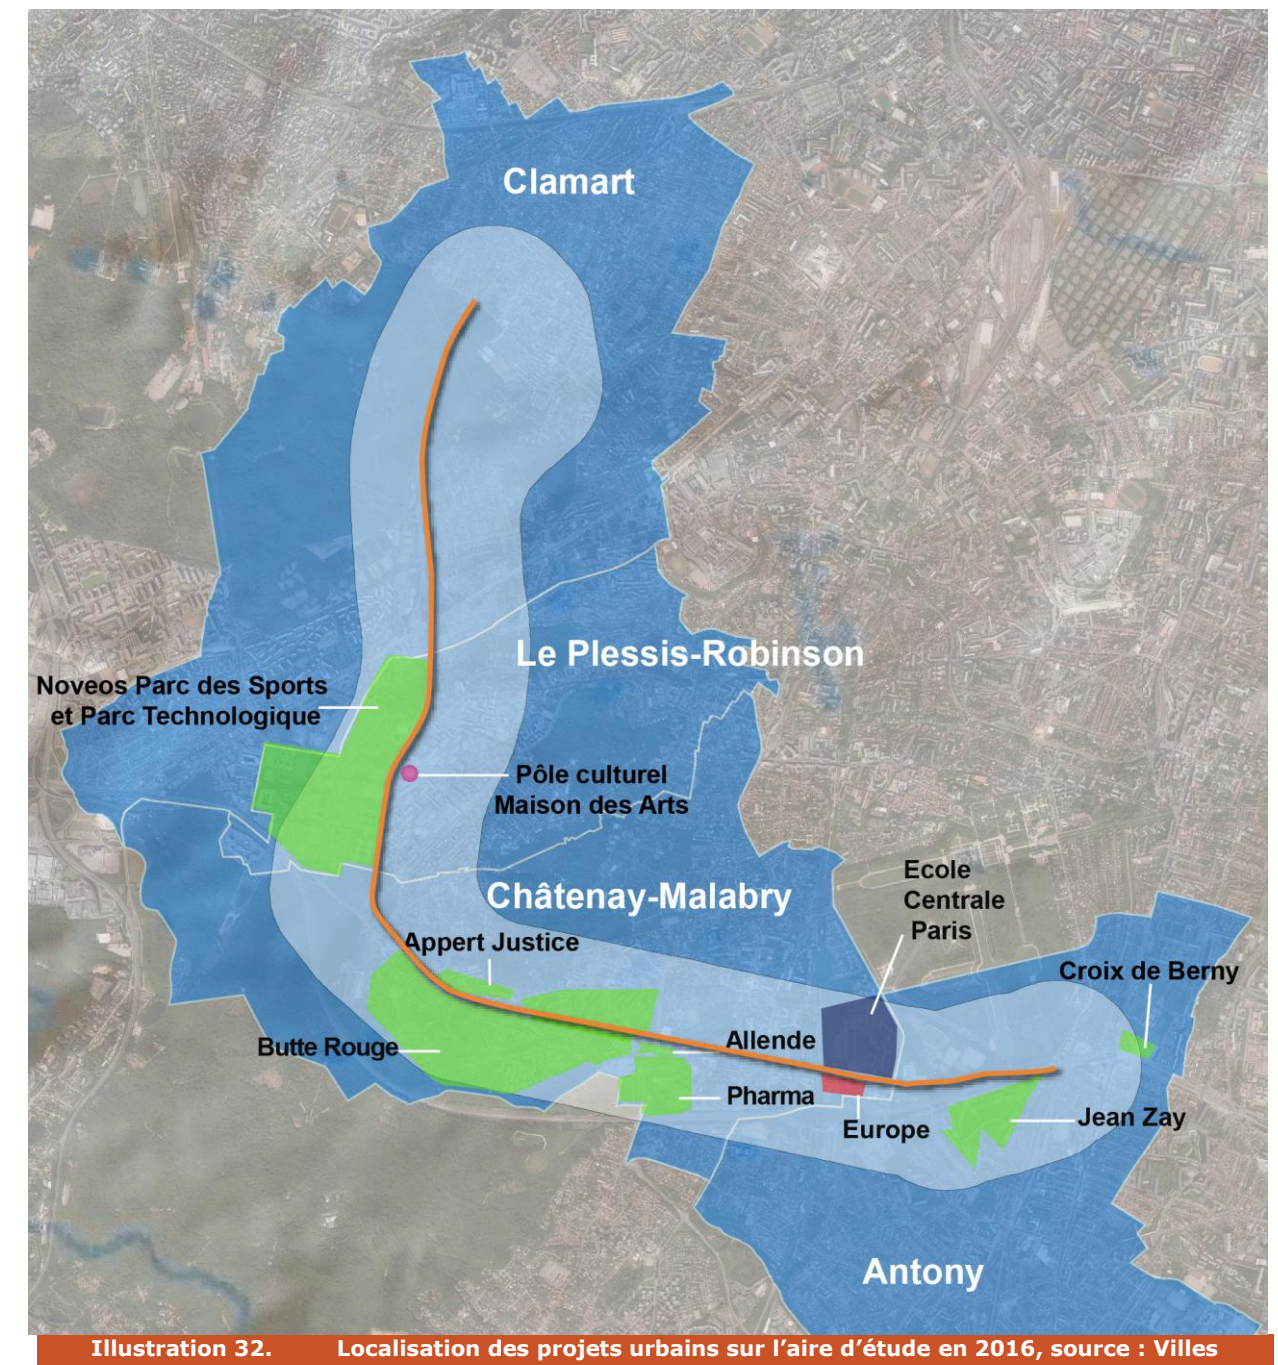 Clamart
Le Plessis-Robinson
Noveos Parc des Sports
et Parc Technologique
Pôle culturel
Maison des Arts
Ecole
Centrale
Paris
Châtenay-Malabry
Appert Justice
Croix de Berny
Butte Rouge
Allende
Pharma
Europe
Jean Zay
Antony
Illustration 32. Localisation des projets urbains sur l’aire d’étude en 2016, source : Villes